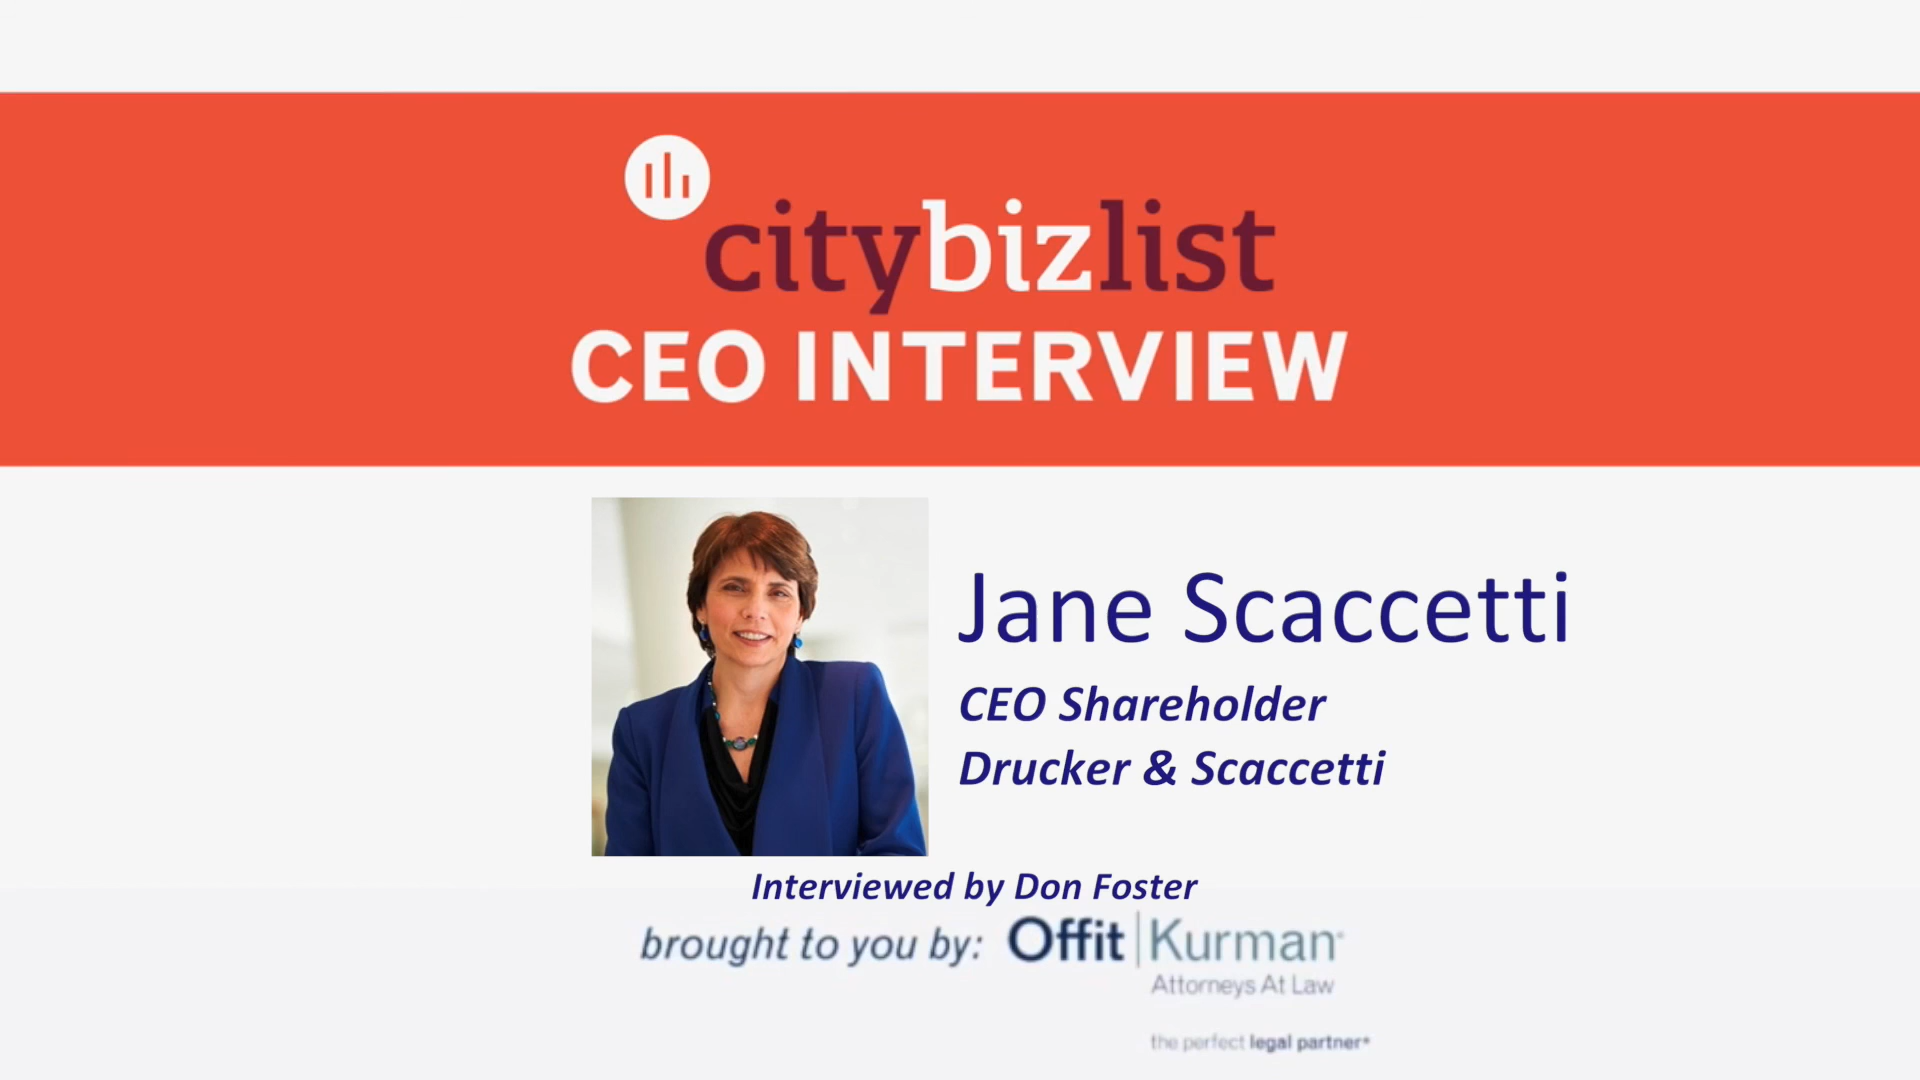 citybizlist
CEO INTERVIEW
Jane Scaccetti
CEO Shareholder
Drucker & Scaccetti
Interviewed by Don Foster
brought to you by: Offit | Kurman
Attorneys At Law
the perfect legal partner